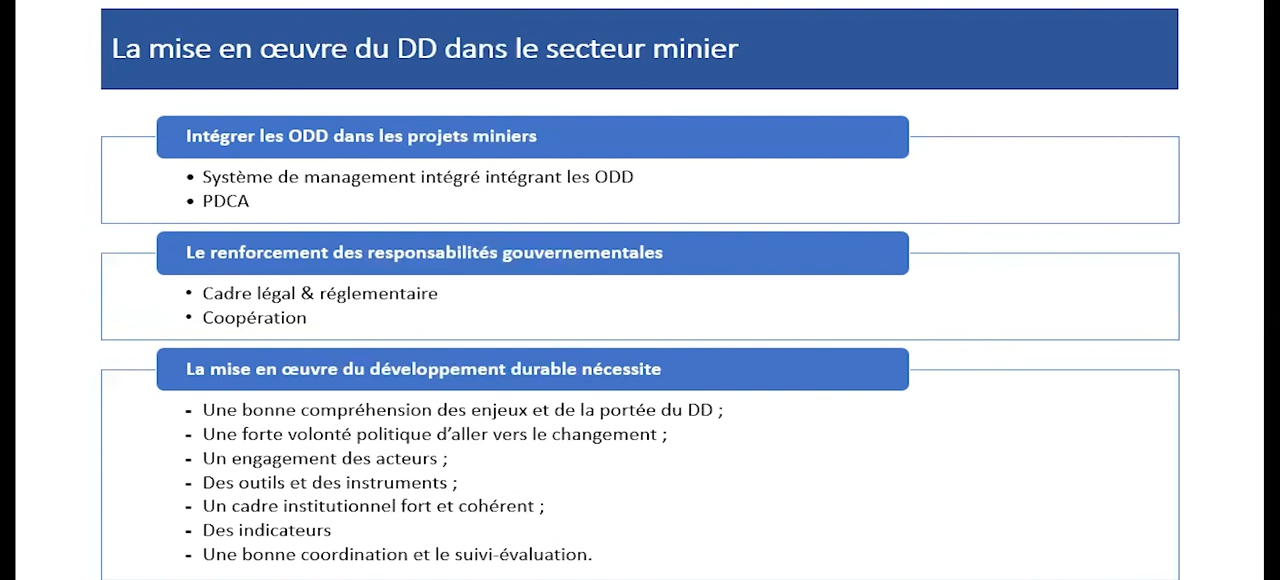 La mise en œuvre du DD dans le secteur minier
Intégrer les ODD dans les projets miniers
• Système de management intégré intégrant les ODD
• PDCA
Le renforcement des responsabilités gouvernementales
• Cadre légal & réglementaire
• Coopération
La mise en œuvre du développement durable nécessite
- Une bonne compréhension des enjeux et de la portée du DD ;
- Une forte volonté politique d’aller vers le changement ;
- Un engagement des acteurs ;
- Des outils et des instruments ;
- Un cadre institutionnel fort et cohérent ;
- Des indicateurs
- Une bonne coordination et le suivi-évaluation.